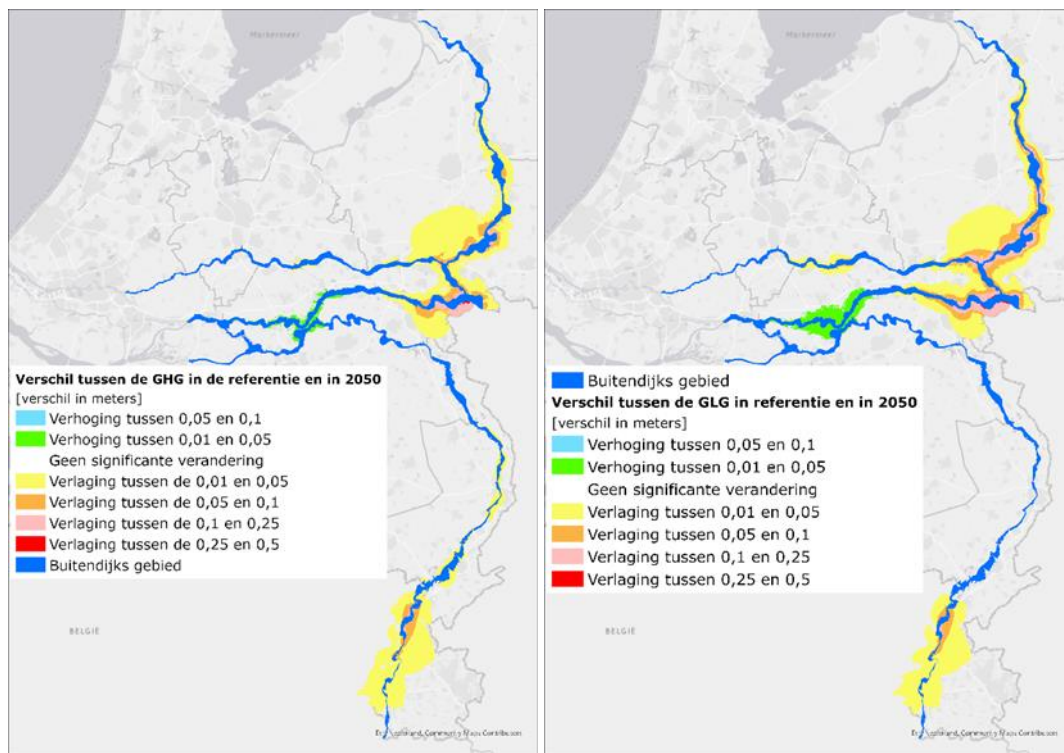 Markermeer
Verschil tussen de GHG in de referentie en in 2050
[verschil in meters]
Verhoging tussen 0,05 en 0,1
Verhoging tussen 0,01 en 0,05
Geen significante verandering
Verlaging tussen de 0,01 en 0,05
Verlaging tussen de 0,05 en 0,1
Verlaging tussen de 0,1 en 0,25
Verlaging tussen de 0,25 en 0,5
Buitendijks gebied
BELGIË
Community Maps Contributors
Markermeer
Buitendijks gebied
Verschil tussen de GLG in referentie en in 2050
[verschil in meters]
Verhoging tussen 0,05 en 0,1
Verhoging tussen 0,01 en 0,05
Geen significante verandering
Verlaging tussen 0,01 en 0,05
Verlaging tussen 0,05 en 0,1
Verlaging tussen 0,1 en 0,25
Verlaging tussen 0,25 en 0,5
BELGIË
Community Maps Contributors